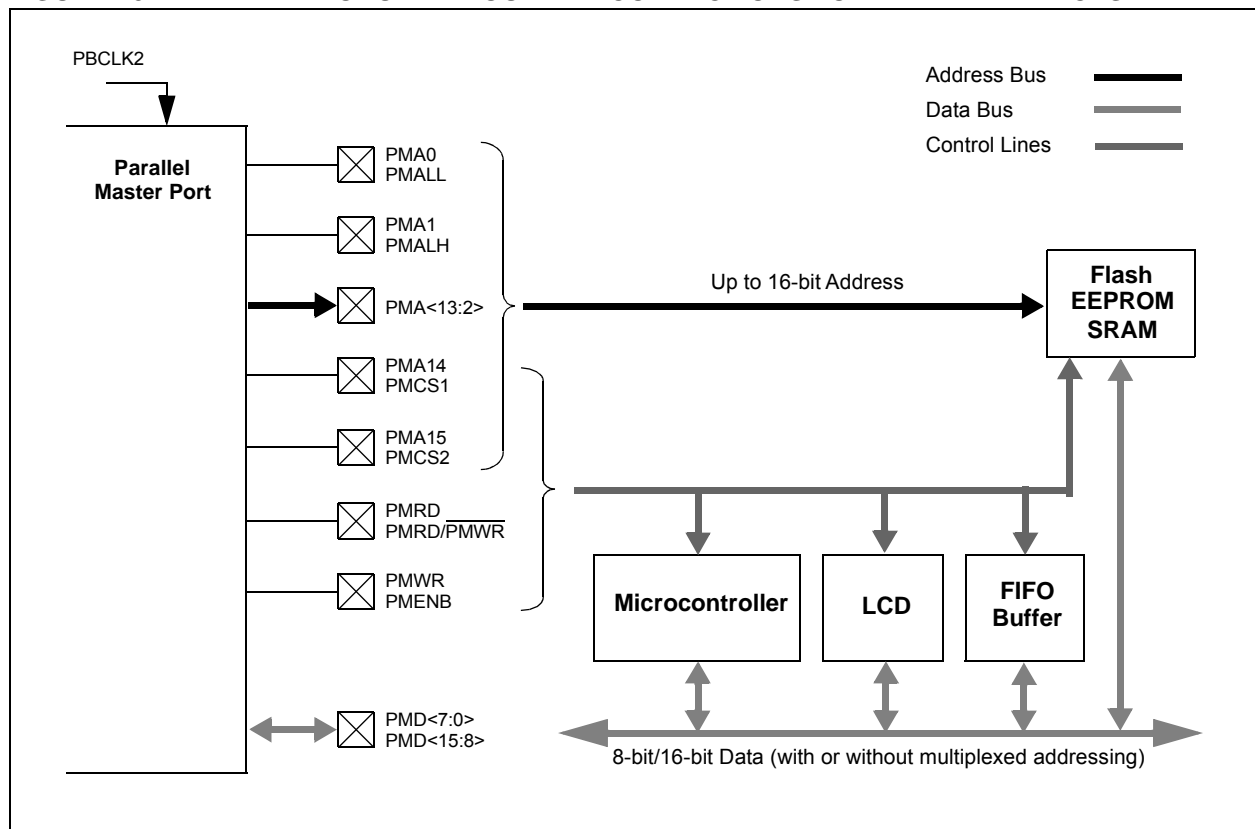 PBCLK2
Parallel
Master Port
PMA0
PMALL
PMA1
PMALH
PMA<13:2>
PMA14
PMCS1
PMA15
PMCS2
PMRD
PMRD/PMWR
PMWR
PMENB
PMD<7:0>
PMD<15:8>
Address Bus
Data Bus
Control Lines
Up to 16-bit Address
Flash
EEPROM
SRAM
Microcontroller
LCD
FIFO
Buffer
8-bit/16-bit Data (with or without multiplexed addressing)